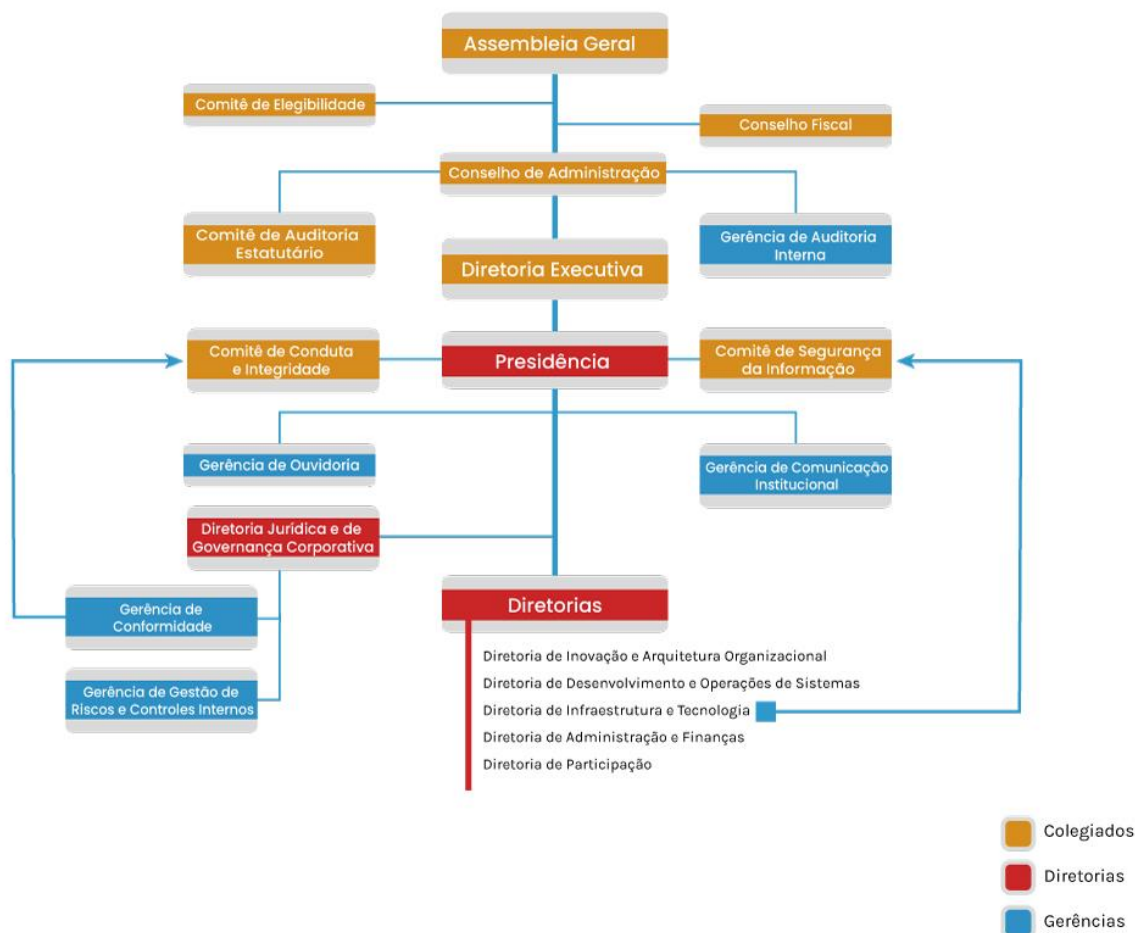 Assembleia Geral
Comitê de Elegibilidade
Conselho Fiscal
Conselho de Administração
Comitê de Auditoria
Estatutário
Gerência de Auditoria
Interna
Diretoria Executiva
Comitê de Conduta
e Integridade
Presidência
Comitê de Segurança
da Informação
Gerência de Ouvidoria
Gerência de Comunicação
Institucional
Diretoria Jurídica e de
Governança Corporativa
Gerência de
Conformidade
Gerência de Gestão de
Riscos e Controles Internos
Diretorias
Diretoria de Inovação e Arquitetura Organizacional
Diretoria de Desenvolvimento e Operações de Sistemas
Diretoria de Infraestrutura e Tecnologia
Diretoria de Administração e Finanças
Diretoria de Participação
Colegiados
Diretorias
Gerências